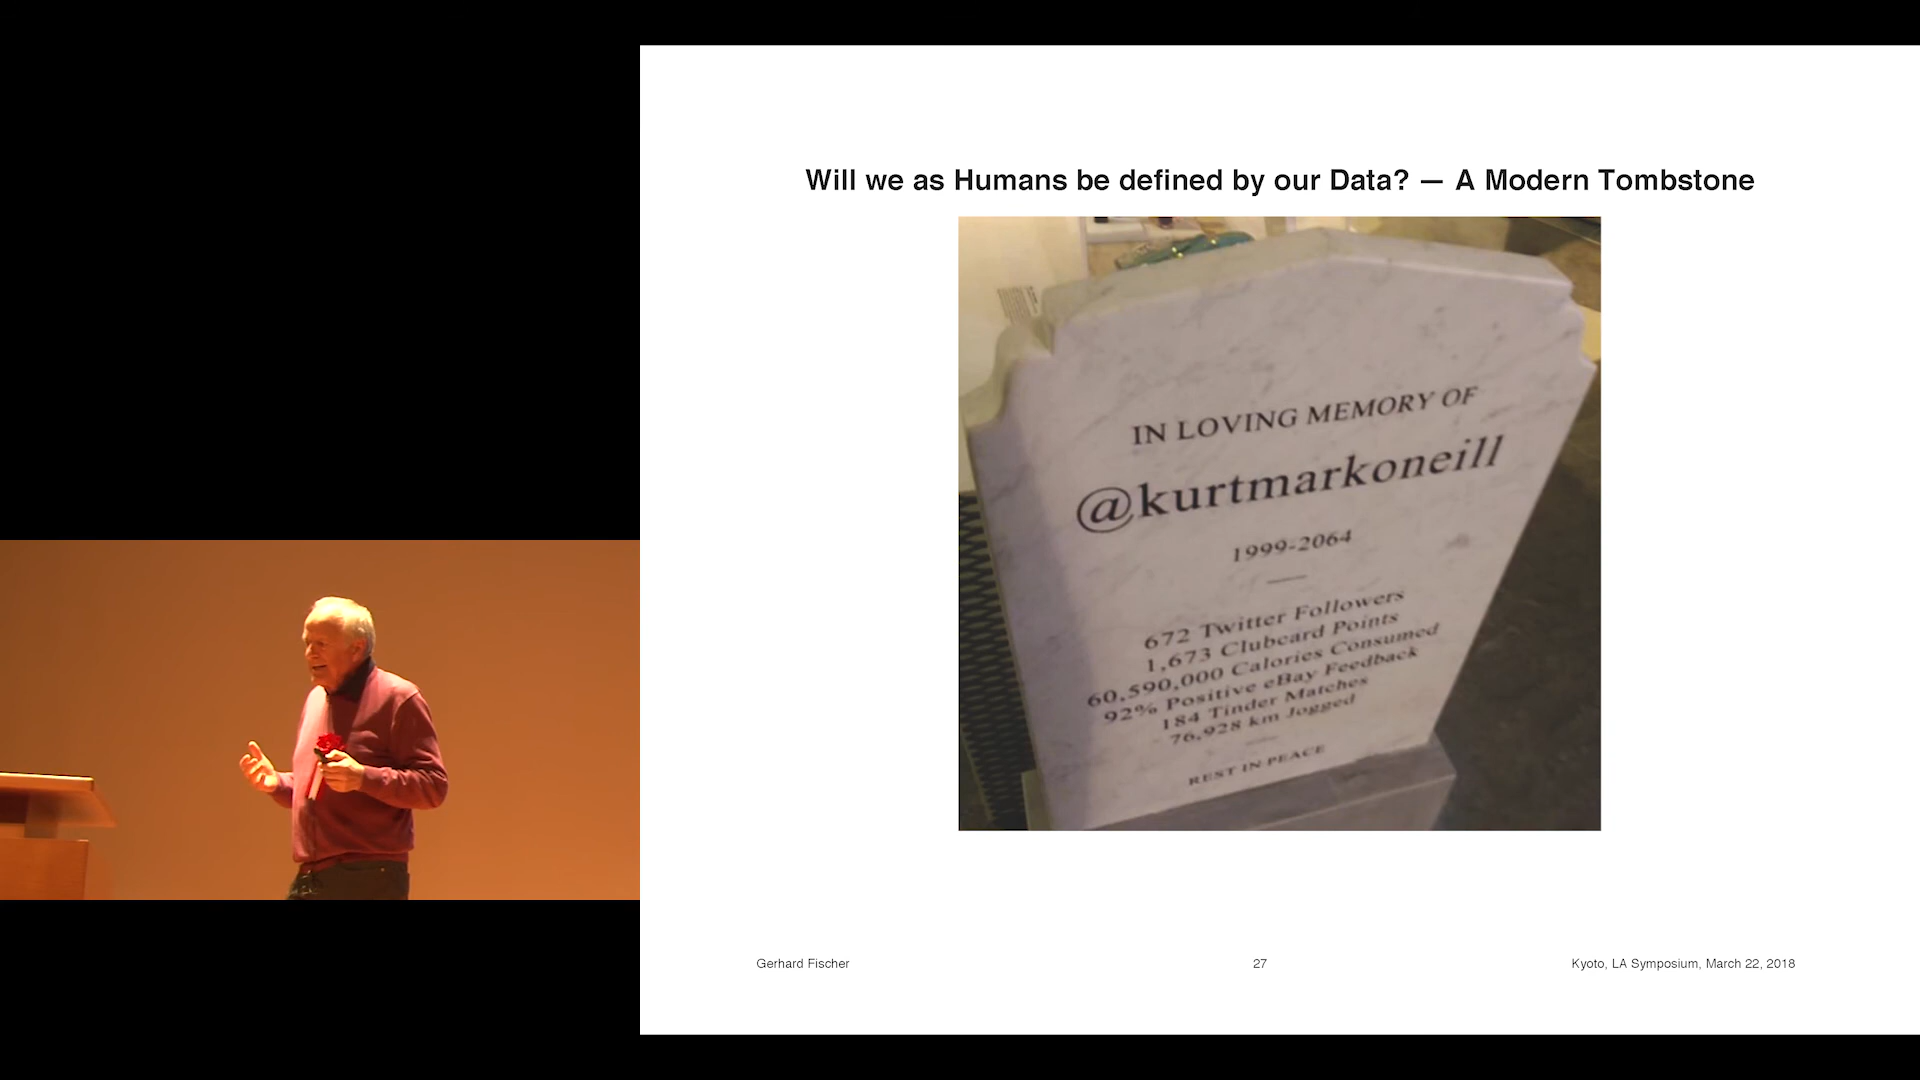 Will we as Humans be defined by our Data? — A Modern Tombstone
IN LOVING MEMORY OF
@kurtmarkoneill
1999-2064
672 Twitter Followers
1,673 Clubcard Points
60,590,000 Calories Consumed
92% Positive eBay Feedback
184 Tinder Matches
76,928 km Jogged
REST IN PEACE
Gerhard Fischer
27
Kyoto, LA Symposium, March 22, 2018